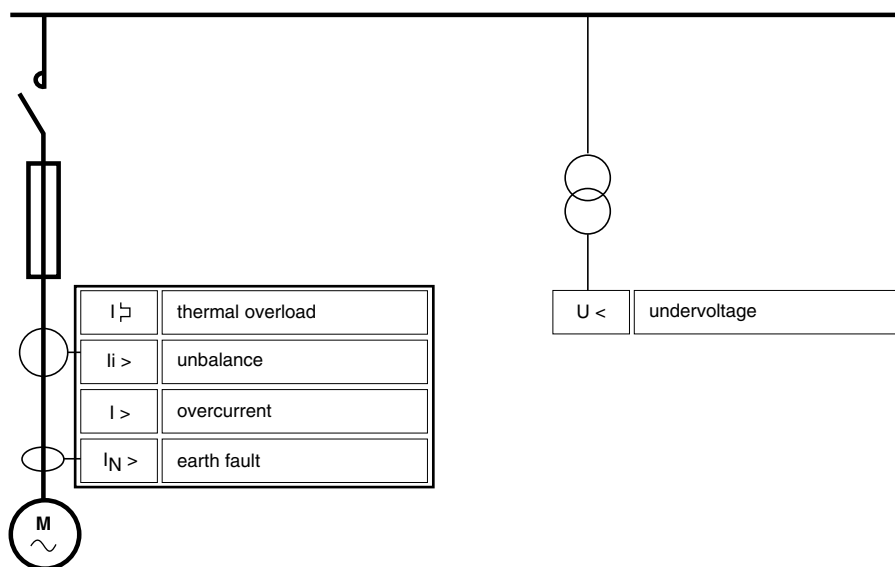 I thermal overload
Ii > unbalance
I > overcurrent
IN > earth fault
M
U < undervoltage